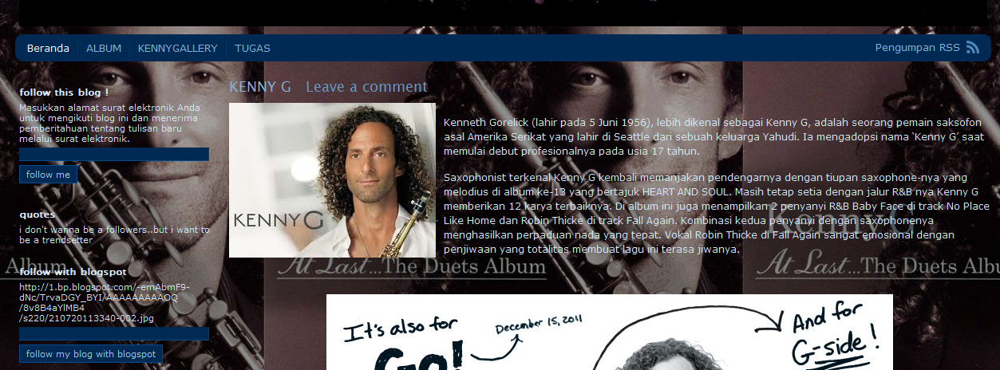 Beranda
ALBUM
KENNYGALLERY
TUGAS
Pengumpan RSS
follow this blog !
Masukkan alamat surat elektronik Anda
untuk mengikuti blog ini dan menerima
pemberitahuan tentang tulisan baru
melalui surat elektronik.
follow me
quotes
i don't wanna be a followers..but i want to
be a trendsetter
follow with blogspot
http://1.bp.blogspot.com/-emAbmF9-
dNc/TrvaDGY_BYI/AAAAAAAAAOQ
/8v8B4aYlMB4
/s220/210720113340-002.jpg
follow my blog with blogspot
KENNY G
Leave a comment
KENNY G
Kenneth Gorelick (lahir pada 5 Juni 1956), lebih dikenal sebagai Kenny G, adalah seorang pemain saksofon
asal Amerika Serikat yang lahir di Seattle dari sebuah keluarga Yahudi. Ia mengadopsi nama ‘Kenny G’ saat
memulai debut profesionalnya pada usia 17 tahun.
Saxophonist terkenal Kenny G kembali memanjakan pendengarnya dengan tiupan saxophone-nya yang
melodius di album ke-13 yang bertajuk HEART AND SOUL. Masih tetap setia dengan jalur R&B nya Kenny G
memberikan 12 karya terbaiknya. Di album ini juga menampilkan 2 penyanyi R&B Baby Face di track No Place
Like Home dan Robin Thicke di track Fall Again. Kombinasi kedua penyanyi dengan saxophonenya
menghasilkan perpaduan nada yang tepat. Vokal Robin Thicke di Fall Again sangat emosional dengan
penjiwaan yang totalitas membuat lagu ini terasa jiwanya.
Kenny G
Album
At Last...The Duets Album
At Last...The Duets Albu
It's also for
Go!
December 15, 2011
And for
G-side!